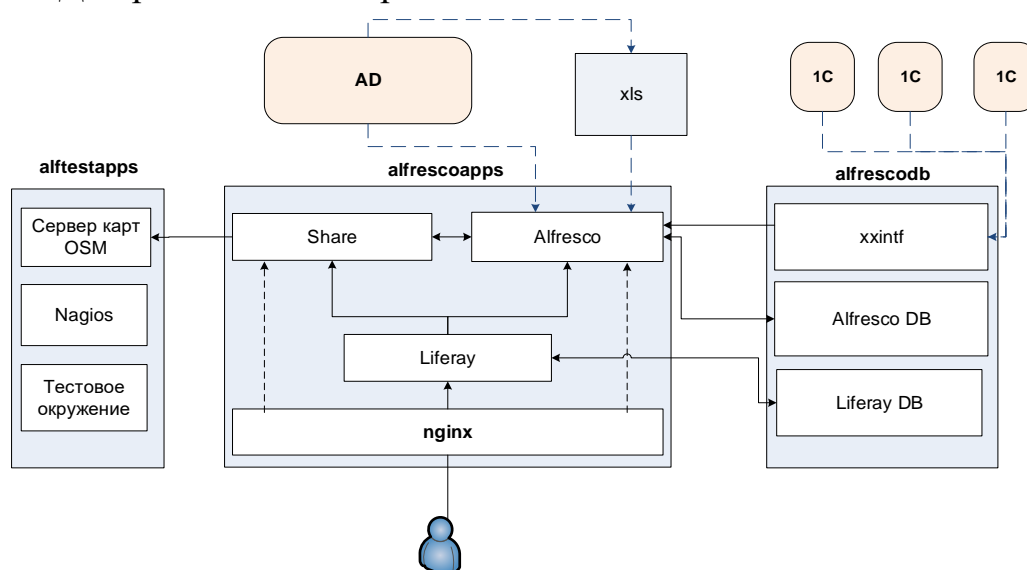 AD
xls
1C
1C
1C
alftestapps
alfrescoapps
alfrescodb
Сервер карт
OSM
Share
Alfresco
xxintf
Nagios
Alfresco DB
Liferay
Тестовое
окружение
Liferay DB
nginx